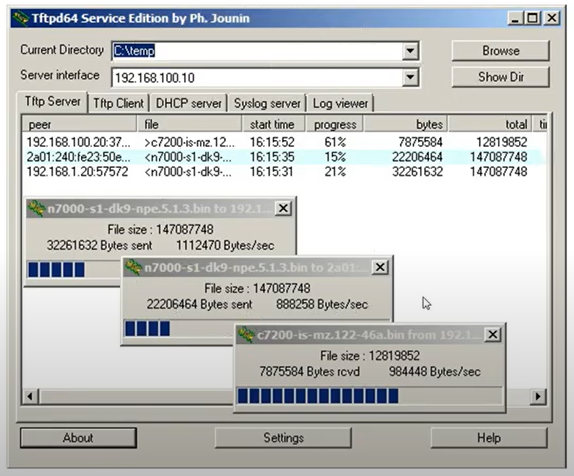 Tftpd64 Service Edition by Ph. Jounin
Current Directory C:\temp Browse
Server interface 192.168.100.10 Show Dir
Tftp Server Tftp Client DHCP server Syslog server Log viewer
peer file start time progress bytes total ti
192.168.100.20:37... >c7200-is-mz.12... 16:15:52 61% 7875584 12819852
2a01:240:fe23:50e... <n7000-s1-dk9-... 16:15:35 15% 22206464 147087748
192.168.1.20:57572 <n7000-s1-dk9-... 16:15:31 21% 32261632 147087748
n7000-s1-dk9-npe.5.1.3.bin to 192.1...
File size : 147087748
32261632 Bytes sent 1112470 Bytes/sec
n7000-s1-dk9-npe.5.1.3.bin to 2a01:...
File size : 147087748
22206464 Bytes sent 888258 Bytes/sec
c7200-is-mz.122-46a.bin from 192.1...
File size : 12819852
7875584 Bytes rcvd 984448 Bytes/sec
About Settings Help